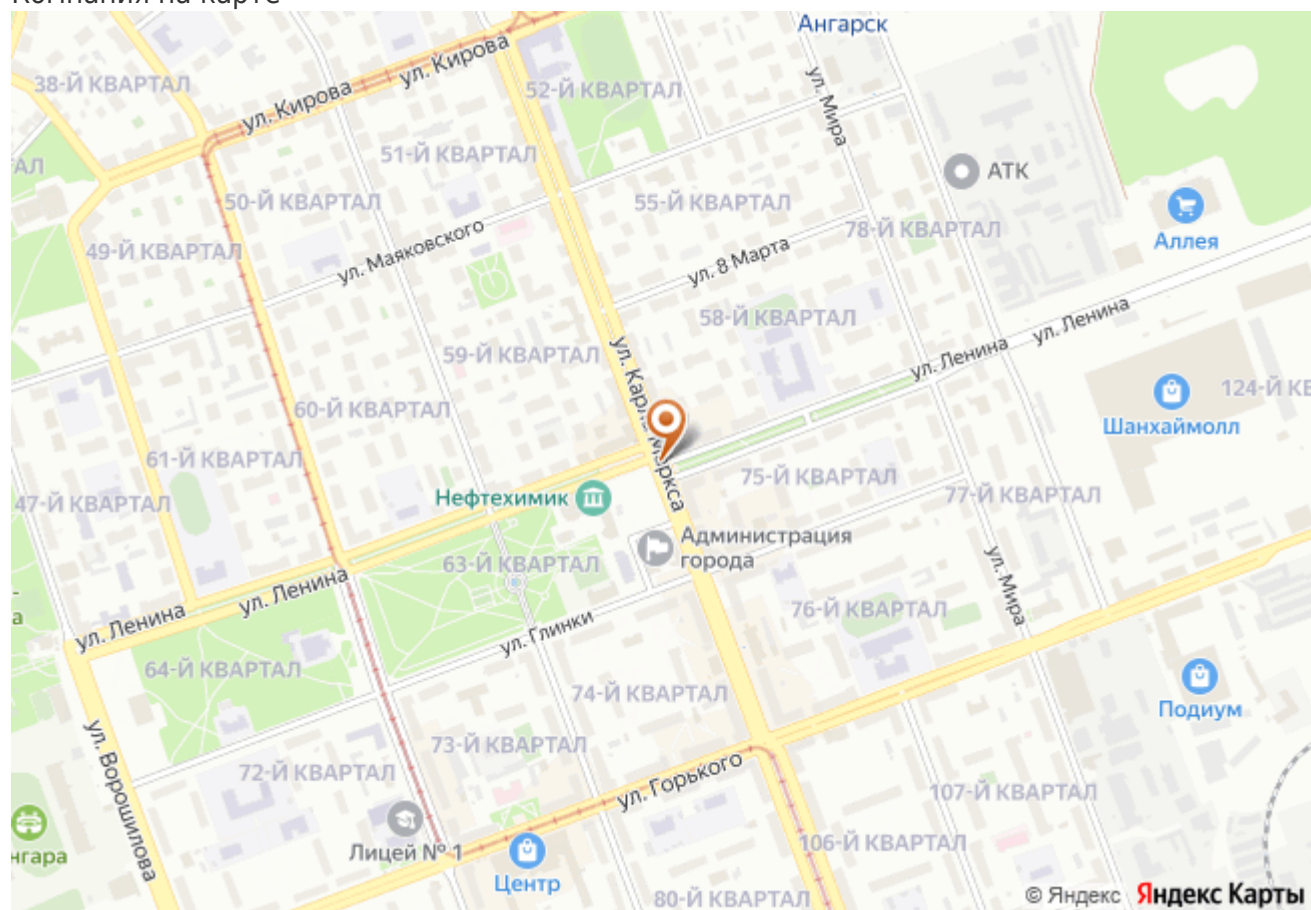 Компания на карте
Ангарск
38-Й КВАРТАЛ
ул. Кирова
ул. Кирова
52-Й КВАРТАЛ
ул. Мира
51-Й КВАРТАЛ
АТК
АЛ
50-Й КВАРТАЛ
55-Й КВАРТАЛ
78-Й КВАРТАЛ
Аллея
49-Й КВАРТАЛ
ул. Маяковского
ул. 8 Марта
58-Й КВАРТАЛ
ул. Ленина
ул. Ленина
59-Й КВАРТАЛ
ул. Карла Маркса
124-Й КВ
60-Й КВАРТАЛ
Шанхаймолл
61-Й КВАРТАЛ
75-Й КВАРТАЛ
77-Й КВАРТАЛ
47-Й КВАРТАЛ
Нефтехимик
Администрация
города
63-Й КВАРТАЛ
ул. Ленина
ул. Ленина
а
ул. Мира
76-Й КВАРТАЛ
ул. Глинки
64-Й КВАРТАЛ
74-Й КВАРТАЛ
Подиум
73-Й КВАРТАЛ
ул. Ворошилова
72-Й КВАРТАЛ
ул. Горького
107-Й КВАРТАЛ
нгара
Лицей № 1
106-Й КВАРТАЛ
Центр
80-Й КВАРТАЛ
© Яндекс Яндекс Карты